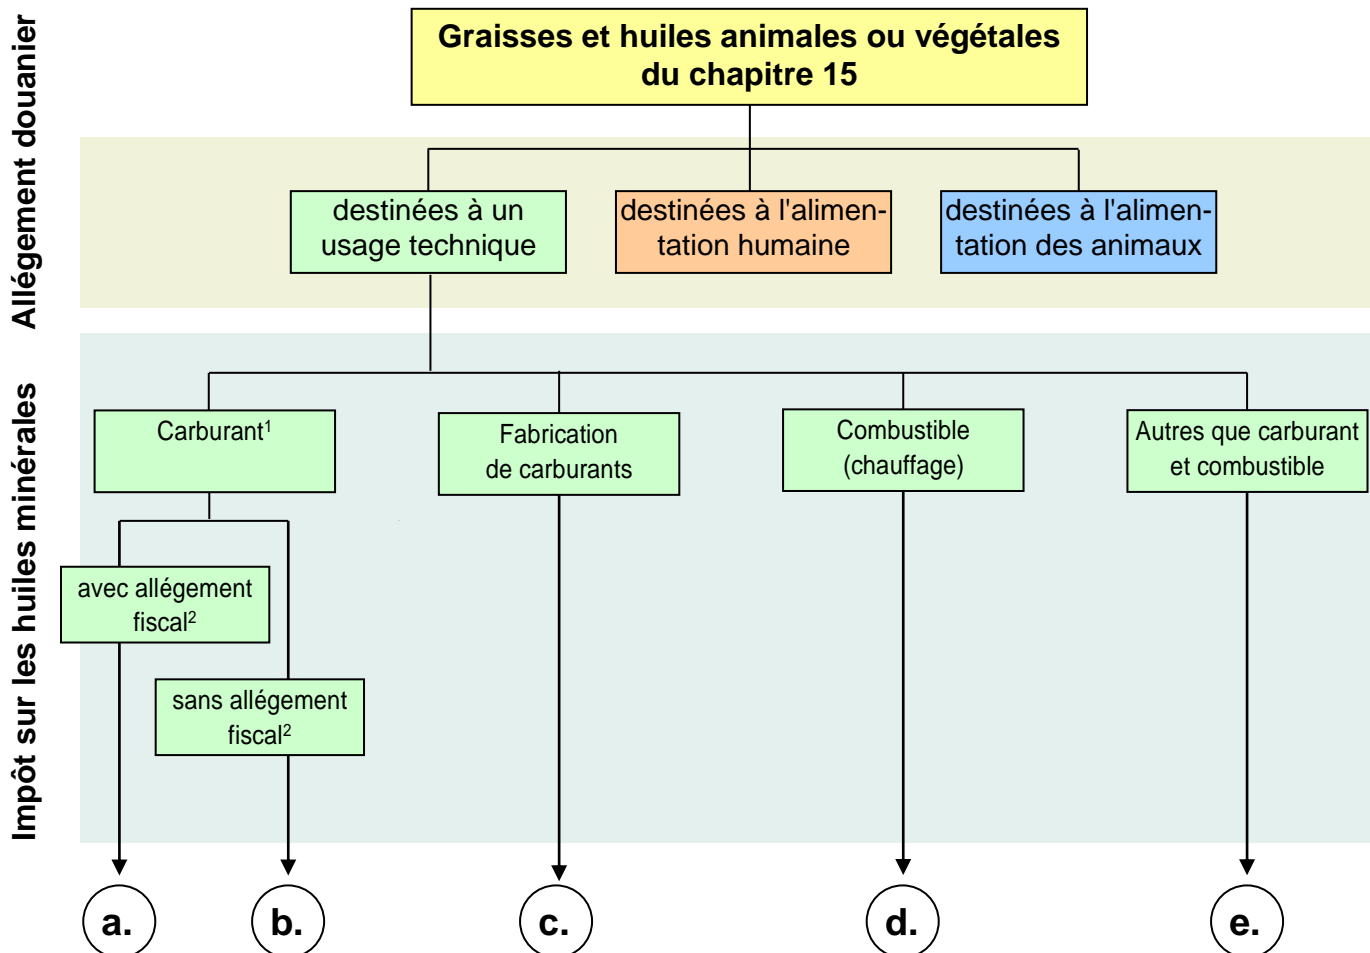 Allégement douanier
Graisses et huiles animales ou végétales
du chapitre 15
destinées à un
usage technique
destinées à l'alimen-
tation humaine
destinées à l'alimen-
tation des animaux
Impôt sur les huiles minérales
Carburant¹
Fabrication
de carburants
Combustible
(chauffage)
Autres que carburant
et combustible
avec allégement
fiscal²
sans allégement
fiscal²
a.
b.
c.
d.
e.